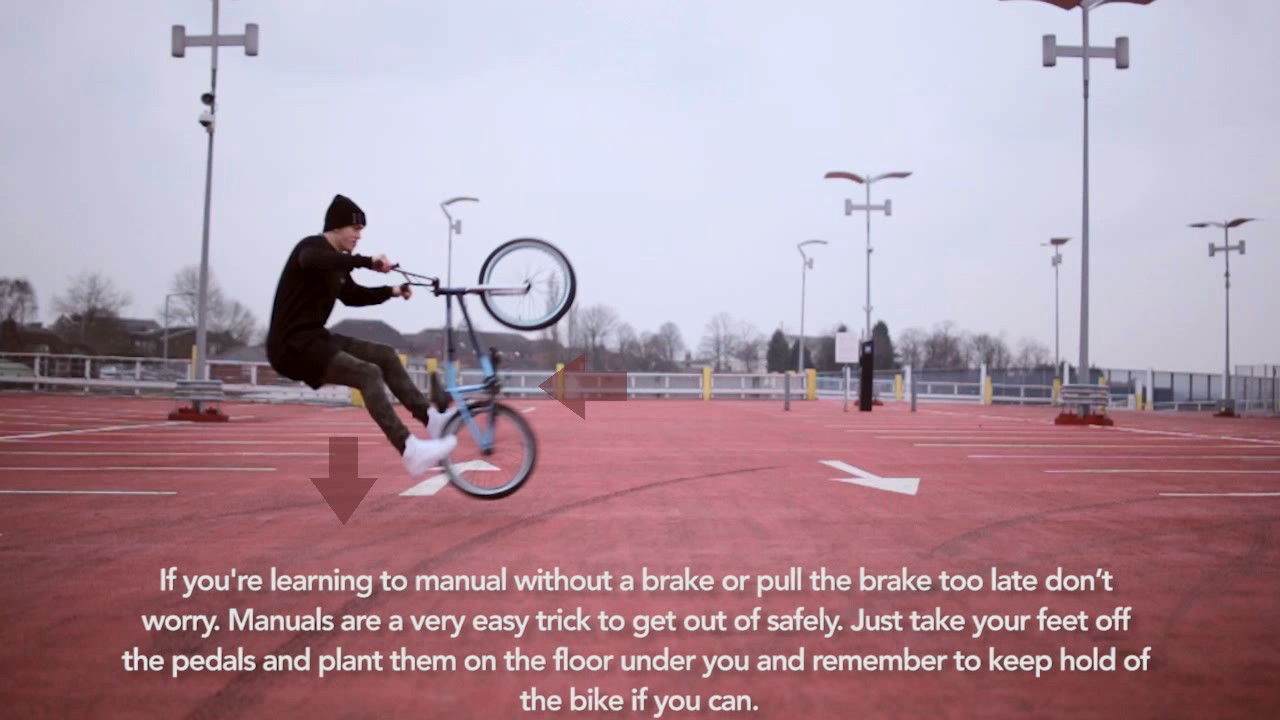 If you're learning to manual without a brake or pull the brake too late don’t
worry. Manuals are a very easy trick to get out of safely. Just take your feet off
the pedals and plant them on the floor under you and remember to keep hold of
the bike if you can.